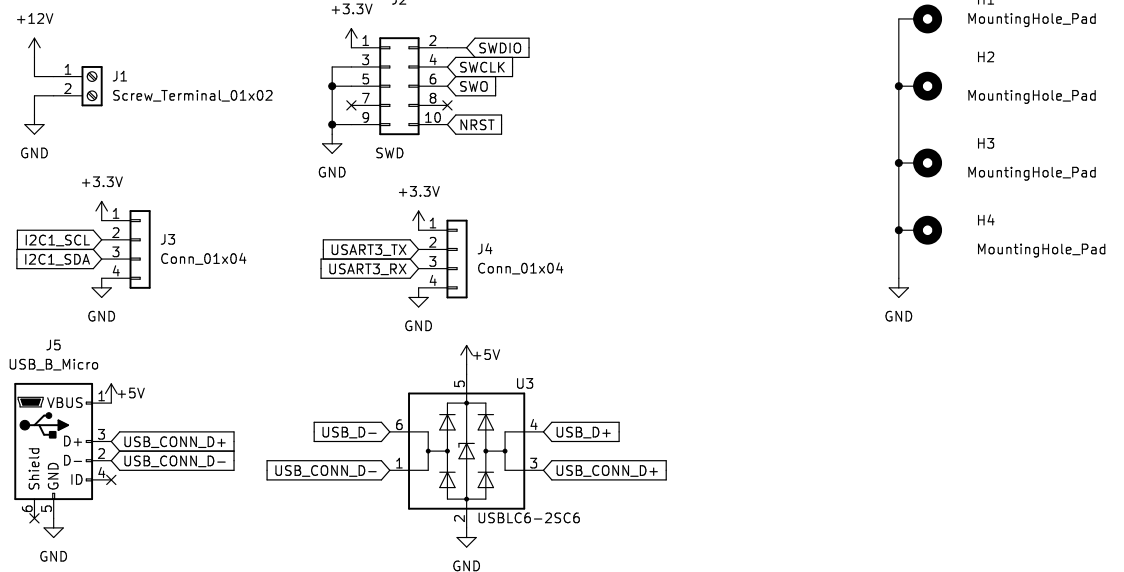 +12V
1
2
J1
Screw_Terminal_01x02
GND
J2
+3.3V
1
2
SWDIO
3
4
SWCLK
5
6
SWO
7
8
9
10
NRST
SWD
GND
H1
MountingHole_Pad
H2
MountingHole_Pad
H3
MountingHole_Pad
H4
MountingHole_Pad
GND
+3.3V
1
I2C1_SCL
2
I2C1_SDA
3
4
J3
Conn_01x04
GND
+3.3V
1
USART3_TX
2
USART3_RX
3
4
J4
Conn_01x04
GND
J5
USB_B_Micro
VBUS
1
+5V
D+
3
USB_CONN_D+
D-
2
USB_CONN_D-
ID
4
Shield
GND
6
5
GND
+5V
5
U3
USB_D-
6
4
USB_D+
USB_CONN_D-
1
3
USB_CONN_D+
2
USBLC6-2SC6
GND